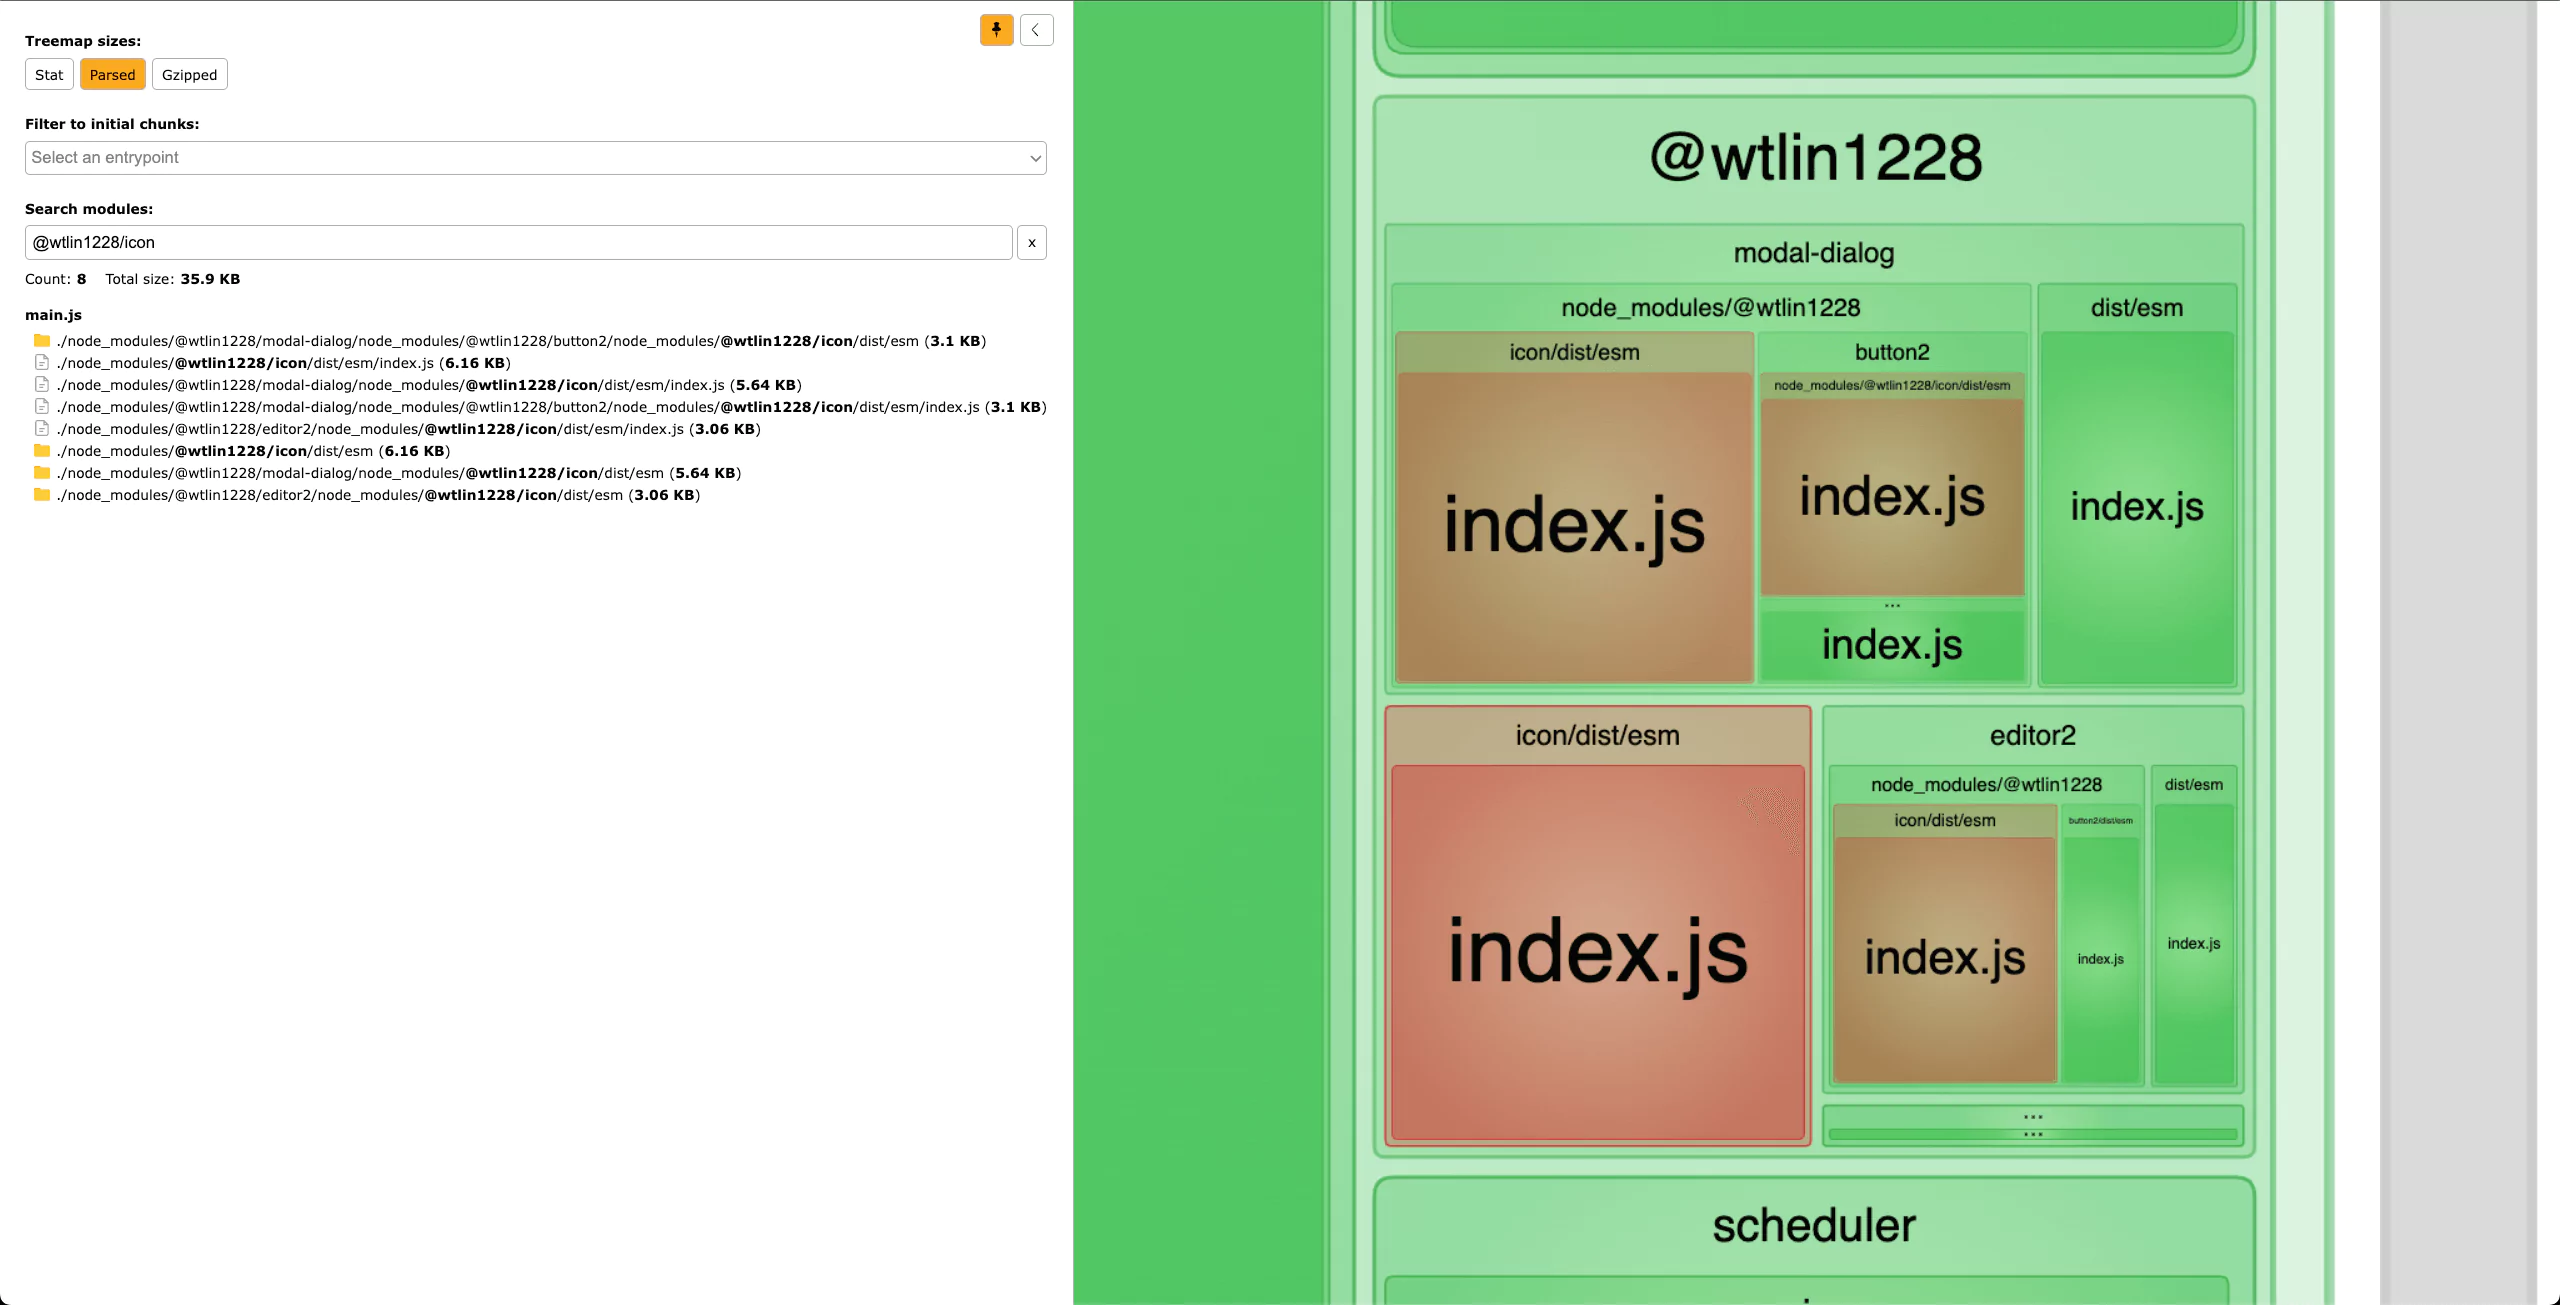 Treemap sizes:
Stat
Parsed
Gzipped
Filter to initial chunks:
Select an entrypoint
Search modules:
@wtlin1228/icon
x
Count: 8 Total size: 35.9 KB
main.js
./node_modules/@wtlin1228/modal-dialog/node_modules/@wtlin1228/button2/node_modules/@wtlin1228/icon/dist/esm (3.1 KB)
./node_modules/@wtlin1228/icon/dist/esm/index.js (6.16 KB)
./node_modules/@wtlin1228/modal-dialog/node_modules/@wtlin1228/icon/dist/esm/index.js (5.64 KB)
./node_modules/@wtlin1228/modal-dialog/node_modules/@wtlin1228/button2/node_modules/@wtlin1228/icon/dist/esm/index.js (3.1 KB)
./node_modules/@wtlin1228/editor2/node_modules/@wtlin1228/icon/dist/esm/index.js (3.06 KB)
./node_modules/@wtlin1228/icon/dist/esm (6.16 KB)
./node_modules/@wtlin1228/modal-dialog/node_modules/@wtlin1228/icon/dist/esm (5.64 KB)
./node_modules/@wtlin1228/editor2/node_modules/@wtlin1228/icon/dist/esm (3.06 KB)
@wtlin1228
modal-dialog
node_modules/@wtlin1228
icon/dist/esm
index.js
button2
node_modules/@wtlin1228/icon/dist/esm
index.js
...
index.js
dist/esm
index.js
icon/dist/esm
index.js
editor2
node_modules/@wtlin1228
icon/dist/esm
index.js
button2/dist/esm
index.js
dist/esm
index.js
...
...
scheduler